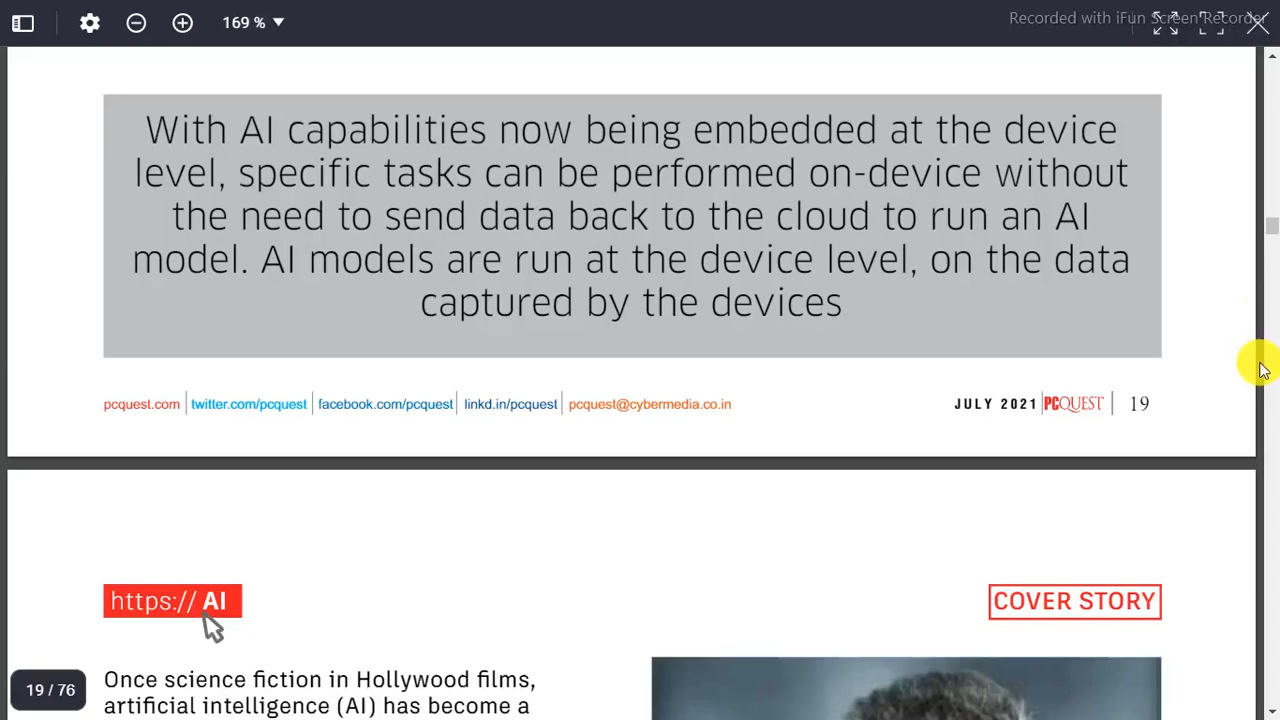 169 %
Recorded with iFun Screen Recorder
With AI capabilities now being embedded at the device
level, specific tasks can be performed on-device without
the need to send data back to the cloud to run an AI
model. AI models are run at the device level, on the data
captured by the devices
pcquest.com twitter.com/pcquest facebook.com/pcquest linkd.in/pcquest pcquest@cybermedia.co.in JULY 2021 PCQUEST 19
https:// AI COVER STORY
Once science fiction in Hollywood films,
artificial intelligence (AI) has become a
19 / 76